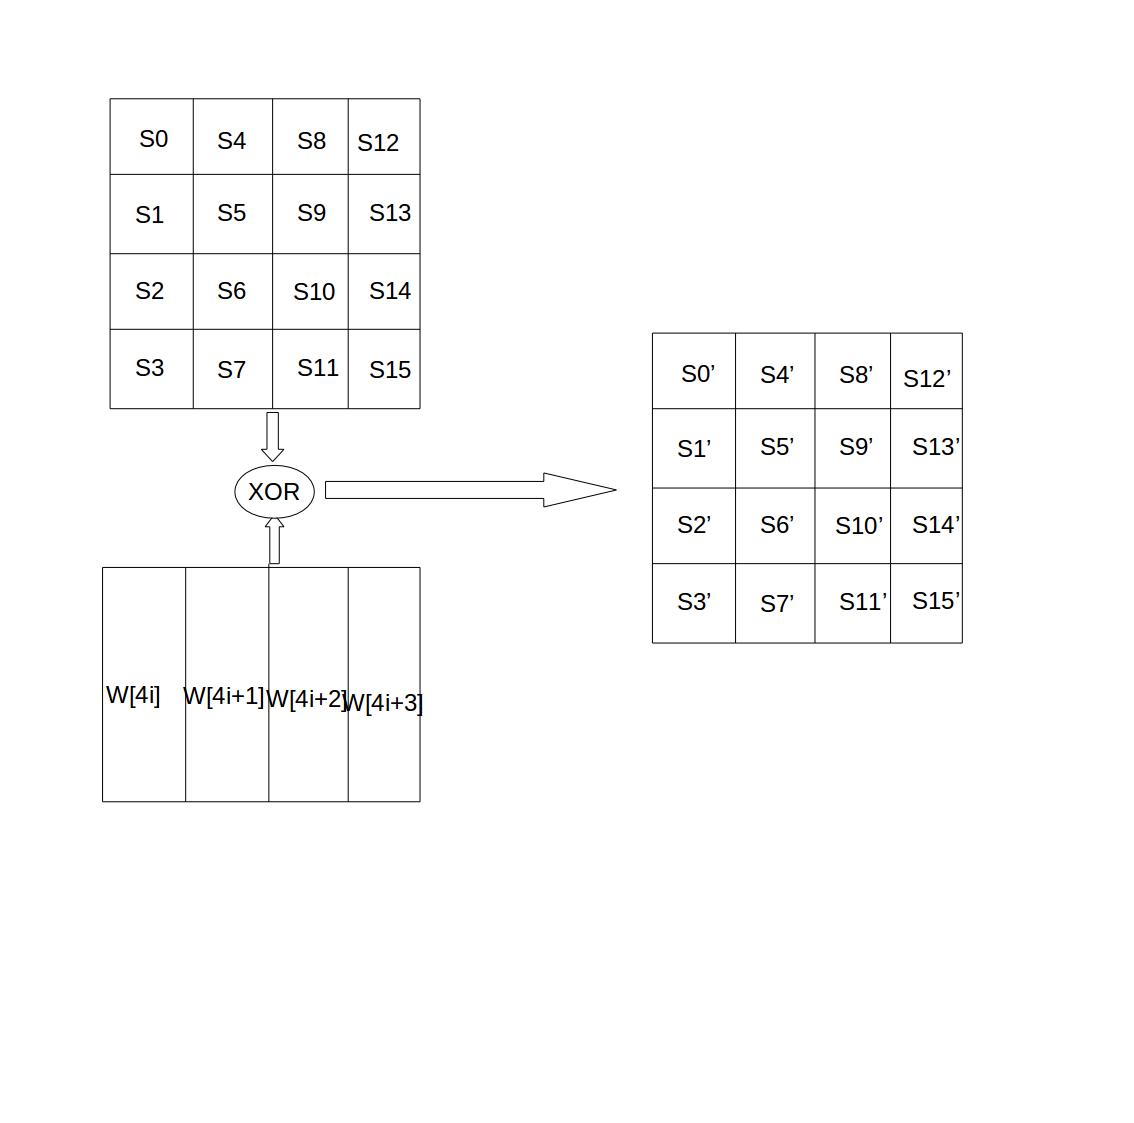 S0 S4 S8 S12
S1 S5 S9 S13
S2 S6 S10 S14
S3 S7 S11 S15
XOR
W[4i] W[4i+1] W[4i+2] W[4i+3]
S0’ S4’ S8’ S12’
S1’ S5’ S9’ S13’
S2’ S6’ S10’ S14’
S3’ S7’ S11’ S15’